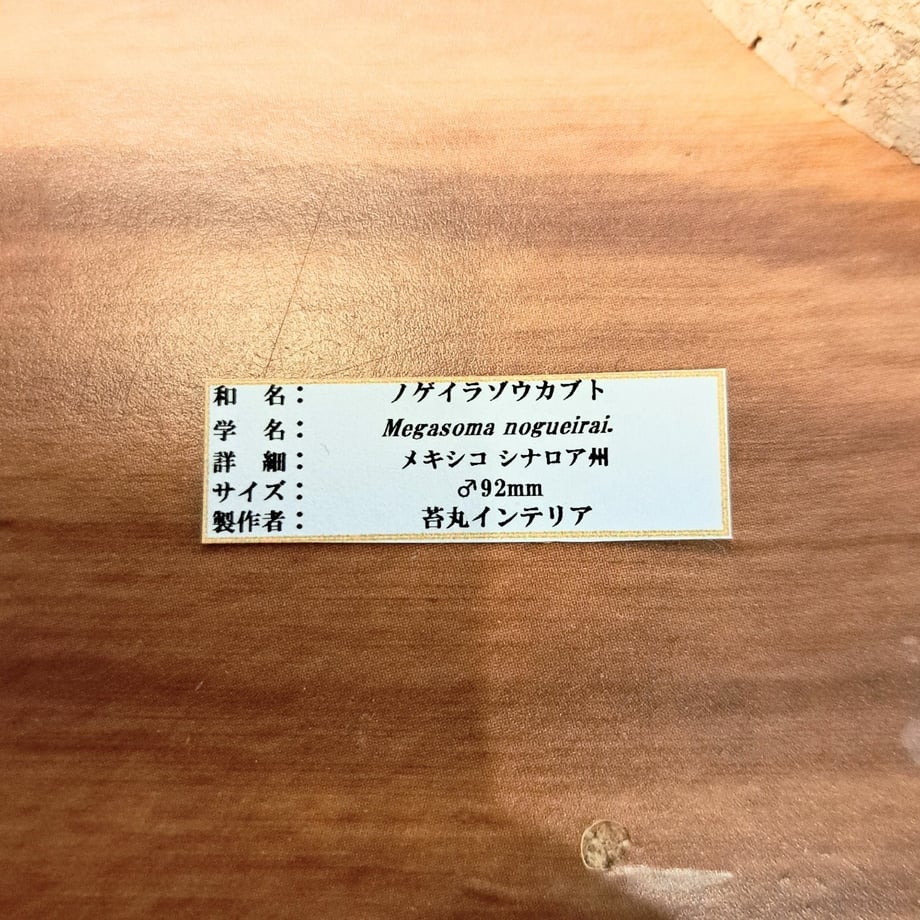 和　名：　ノゲイラゾウカブト
学　名：　Megasoma nogueirai.
詳　細：　メキシコ シナロア州
サイズ：　♂92mm
製作者：　苔丸インテリア